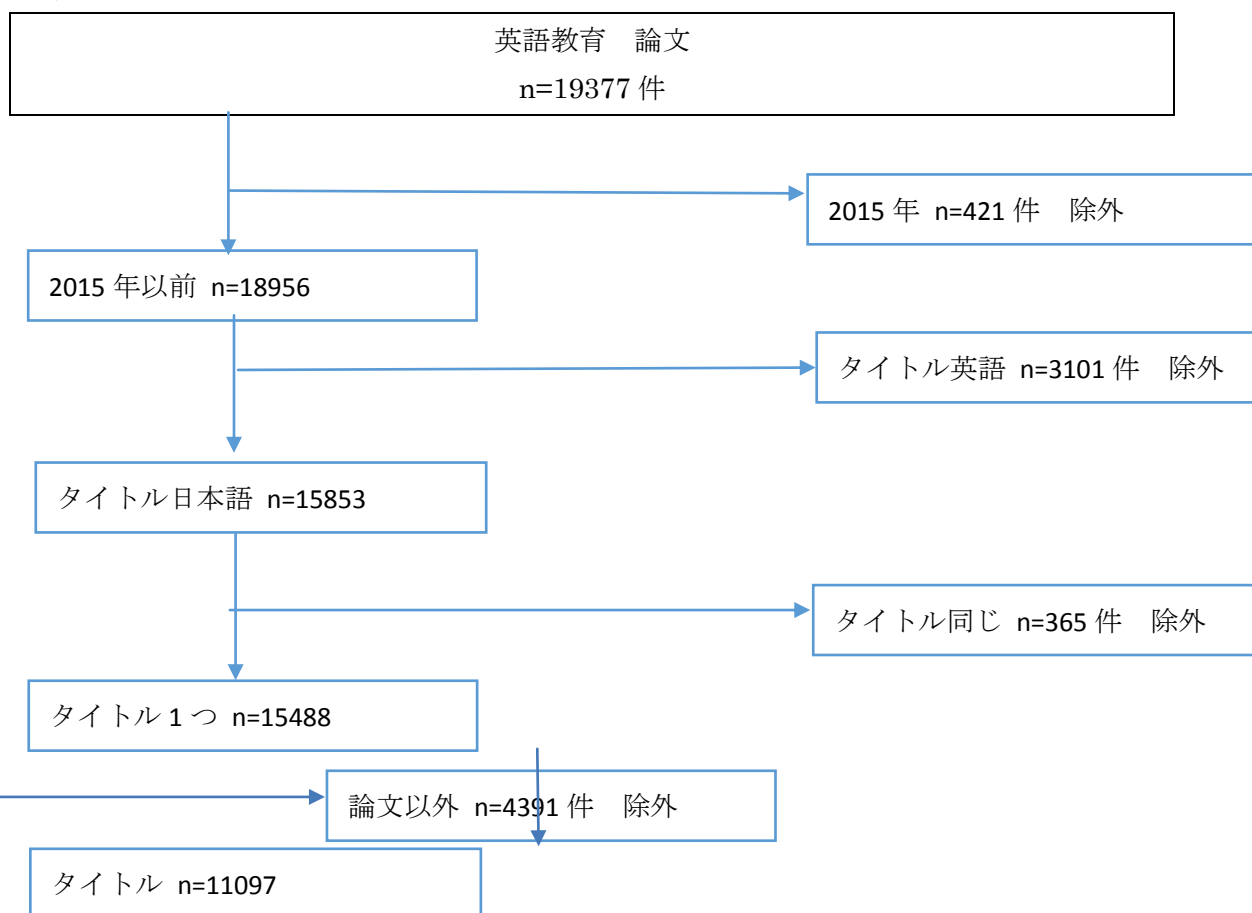 英語教育　論文
n=19377 件
2015 年 n=421 件　除外
2015 年以前 n=18956
タイトル英語 n=3101 件　除外
タイトル日本語 n=15853
タイトル同じ n=365 件　除外
タイトル 1 つ n=15488
論文以外 n=4391 件　除外
タイトル n=11097